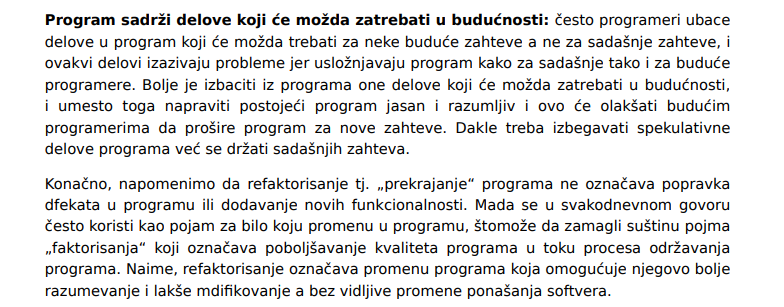 Program sadrži delove koji će možda zatrebati u budućnosti: često programeri ubace
delove u program koji će možda trebati za neke buduće zahteve a ne za sadašnje zahteve, i
ovakvi delovi izazivaju probleme jer usložnjavaju program kako za sadašnje tako i za buduće
programere. Bolje je izbaciti iz programa one delove koji će možda zatrebati u budućnosti,
i umesto toga napraviti postojeći program jasan i razumljiv i ovo će olakšati budućim
programerima da prošire program za nove zahteve. Dakle treba izbegavati spekulativne
delove programa već se držati sadašnjih zahteva.
Konačno, napomenimo da refaktorisanje tj. „prekrajanje“ programa ne označava popravka
dfekata u programu ili dodavanje novih funkcionalnosti. Mada se u svakodnevnom govoru
često koristi kao pojam za bilo koju promenu u programu, štomože da zamagli suštinu pojma
„faktorisanja“ koji označava poboljšavanje kvaliteta programa u toku procesa održavanja
programa. Naime, refaktorisanje označava promenu programa koja omogućuje njegovo bolje
razumevanje i lakše mdifikovanje a bez vidljive promene ponašanja softvera.